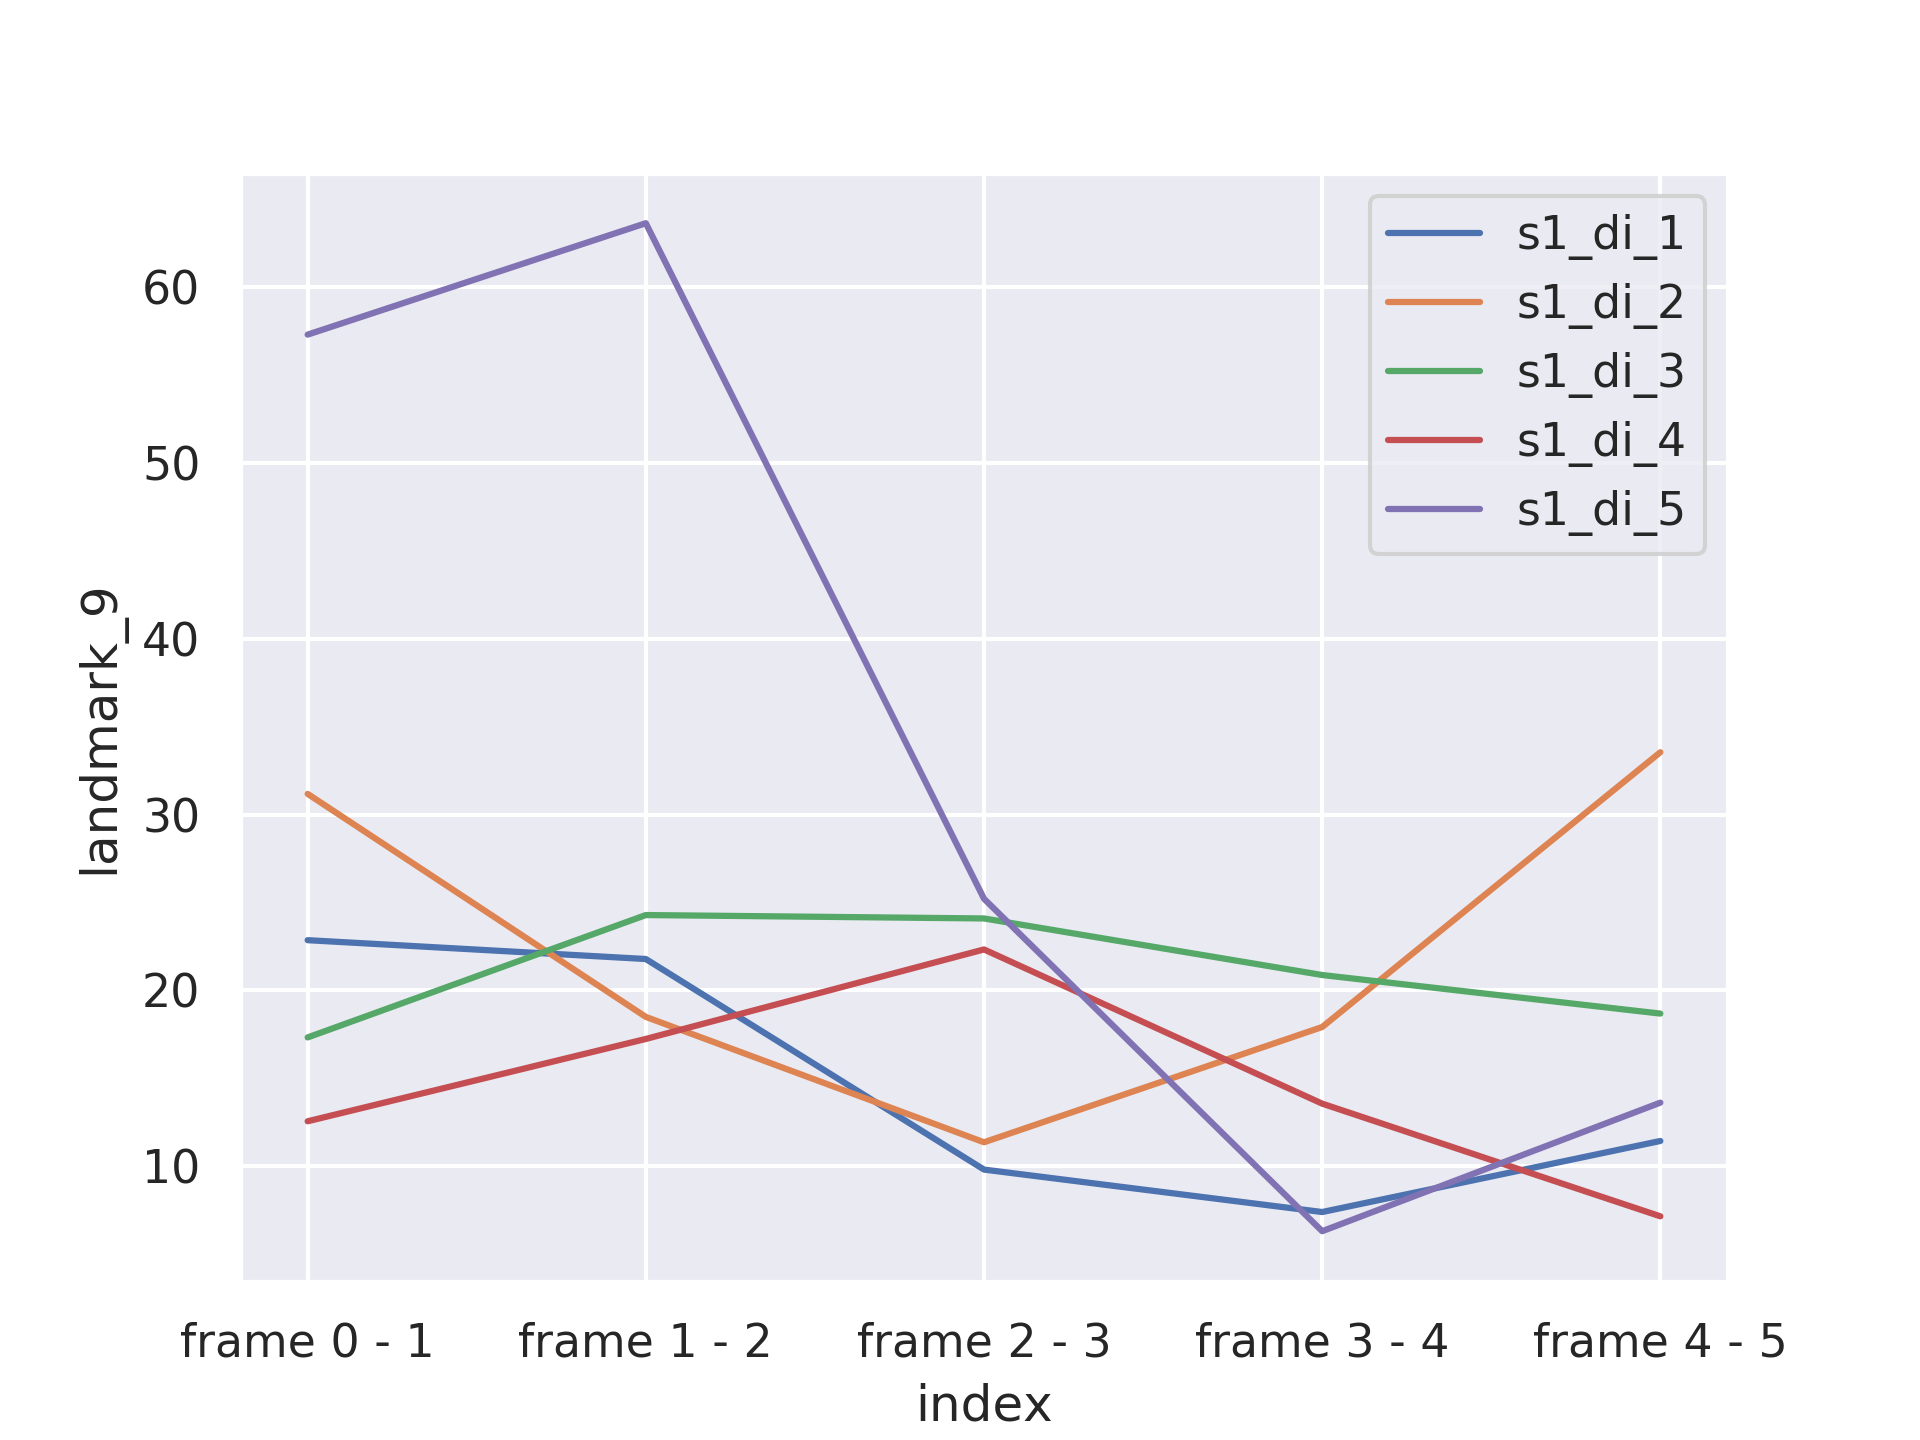 s1_di_1
s1_di_2
s1_di_3
s1_di_4
s1_di_5
60
50
40
30
20
10
landmark_9
frame 0 - 1
frame 1 - 2
frame 2 - 3
frame 3 - 4
frame 4 - 5
index